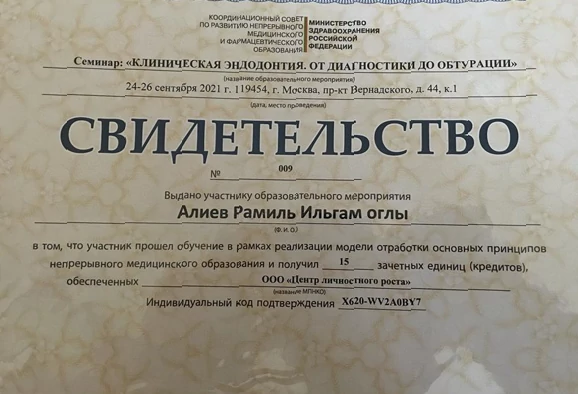 КООРДИНАЦИОННЫЙ СОВЕТ
ПО РАЗВИТИЮ НЕПРЕРЫВНОГО
МЕДИЦИНСКОГО
И ФАРМАЦЕВТИЧЕСКОГО
ОБРАЗОВАНИЯ
МИНИСТЕРСТВО
ЗДРАВООХРАНЕНИЯ
РОССИЙСКОЙ
ФЕДЕРАЦИИ
Семинар: «КЛИНИЧЕСКАЯ ЭНДОДОНТИЯ. ОТ ДИАГНОСТИКИ ДО ОБТУРАЦИИ»
(название образовательного мероприятия)
24-26 сентября 2021 г. 119454, г. Москва, пр-кт Вернадского, д. 44, к.1
(дата, место проведения)
СВИДЕТЕЛЬСТВО
№ 009
Выдано участнику образовательного мероприятия
Алиев Рамиль Ильгам оглы
(Ф. И. О.)
в том, что участник прошел обучение в рамках реализации модели отработки основных принципов
непрерывного медицинского образования и получил 15 зачетных единиц (кредитов),
обеспеченных ООО «Центр личностного роста»
(название МПНКО)
Индивидуальный код подтверждения X620-WV2A0BY7